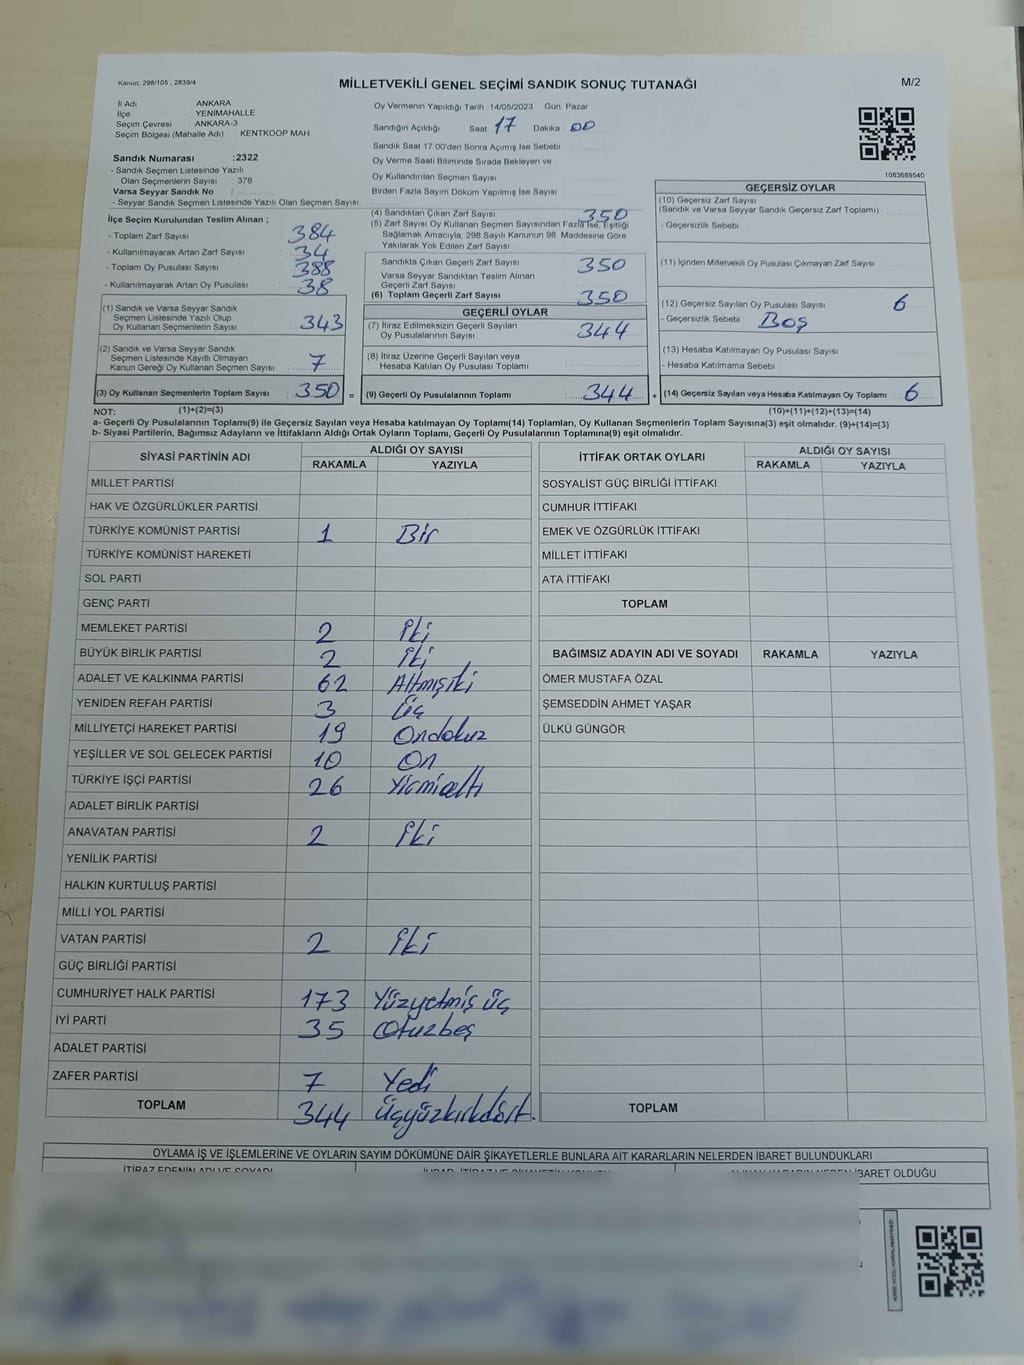 Kanun: 298/105 , 2839/4
MİLLETVEKİLİ GENEL SEÇİMİ SANDIK SONUÇ TUTANAĞI
M/2
İl Adı ANKARA
İlçe YENİMAHALLE
Seçim Çevresi ANKARA-3
Seçim Bölgesi (Mahalle Adı) : KENTKOOP MAH.
Sandık Numarası :2322
- Sandık Seçmen Listesinde Yazılı
Olan Seçmenlerin Sayısı : 378
Varsa Seyyar Sandık No :
- Seyyar Sandık Seçmen Listesinde Yazılı Olan Seçmen Sayısı
Oy Vermenin Yapıldığı Tarih 14/05/2023 Gün: Pazar
Sandığın Açıldığı Saat: 17 Dakika: 00
Sandık Saat 17:00'den Sonra Açılmış İse Sebebi
Oy Verme Saati Bitiminde Sırada Bekleyen ve
Oy Kullandırılan Seçmen Sayısı
Birden Fazla Sayım Döküm Yapılmış İse Sayısı
1083689540
İlçe Seçim Kurulundan Teslim Alınan ;
- Toplam Zarf Sayısı 384
- Kullanılmayarak Artan Zarf Sayısı 34
- Toplam Oy Pusulası Sayısı 388
- Kullanılmayarak Artan Oy Pusulası 38
(1) Sandık ve Varsa Seyyar Sandık
Seçmen Listesinde Yazılı Olup
Oy Kullanan Seçmenlerin Sayısı 343
(2) Sandık ve Varsa Seyyar Sandık
Seçmen Listesinde Kayıtlı Olmayan
Kanun Gereği Oy Kullanan Seçmen Sayısı 7
(3) Oy Kullanan Seçmenlerin Toplam Sayısı : 350 =
(4) Sandıktan Çıkan Zarf Sayısı 350
(5) Zarf Sayısı Oy Kullanan Seçmen Sayısından Fazla İse, Eşitliği
Sağlamak Amacıyla, 298 Sayılı Kanunun 98. Maddesine Göre
Yakılarak Yok Edilen Zarf Sayısı
Sandıkta Çıkan Geçerli Zarf Sayısı 350
Varsa Seyyar Sandıktan Teslim Alınan
Geçerli Zarf Sayısı
(6) Toplam Geçerli Zarf Sayısı 350
GEÇERLİ OYLAR
(7) İtiraz Edilmeksizin Geçerli Sayılan
Oy Pusulalarının Sayısı 344
(8) İtiraz Üzerine Geçerli Sayılan veya
Hesaba Katılan Oy Pusulası Toplamı
(9) Geçerli Oy Pusulalarının Toplamı : 344 +
GEÇERSİZ OYLAR
(10) Geçersiz Zarf Sayısı
(Sandık ve Varsa Seyyar Sandık Geçersiz Zarf Toplamı)
- Geçersizlik Sebebi
(11) İçinden Milletvekili Oy Pusulası Çıkmayan Zarf Sayısı
(12) Geçersiz Sayılan Oy Pusulası Sayısı 6
- Geçersizlik Sebebi Boş
(13) Hesaba Katılmayan Oy Pusulası Sayısı
- Hesaba Katılmama Sebebi
(14) Geçersiz Sayılan veya Hesaba Katılmayan Oy Toplamı 6
NOT: (1)+(2)=(3) (10)+(11)+(12)+(13)=(14)
a- Geçerli Oy Pusulalarının Toplamı(9) ile Geçersiz Sayılan veya Hesaba katılmayan Oy Toplamı(14) Toplamları, Oy Kullanan Seçmenlerin Toplam Sayısına(3) eşit olmalıdır. (9)+(14)=(3)
b- Siyasi Partilerin, Bağımsız Adayların ve İttifakların Aldığı Ortak Oyların Toplamı, Geçerli Oy Pusulalarının Toplamına(9) eşit olmalıdır.
SİYASİ PARTİNİN ADI ALDIĞI OY SAYISI
RAKAMLA YAZIYLA
MİLLET PARTİSİ
HAK VE ÖZGÜRLÜKLER PARTİSİ
TÜRKİYE KOMÜNİST PARTİSİ 1 Bir
TÜRKİYE KOMÜNİST HAREKETİ
SOL PARTİ
GENÇ PARTİ
MEMLEKET PARTİSİ 2 İki
BÜYÜK BİRLİK PARTİSİ 2 İki
ADALET VE KALKINMA PARTİSİ 62 Altmışiki
YENİDEN REFAH PARTİSİ 3 Üç
MİLLİYETÇİ HAREKET PARTİSİ 19 Ondokuz
YEŞİLLER VE SOL GELECEK PARTİSİ 10 On
TÜRKİYE İŞÇİ PARTİSİ 26 Yirmialtı
ADALET BİRLİK PARTİSİ
ANAVATAN PARTİSİ 2 İki
YENİLİK PARTİSİ
HALKIN KURTULUŞ PARTİSİ
MİLLİ YOL PARTİSİ
VATAN PARTİSİ 2 İki
GÜÇ BİRLİĞİ PARTİSİ
CUMHURİYET HALK PARTİSİ 173 Yüzyetmiş üç
İYİ PARTİ 35 Otuzbeş
ADALET PARTİSİ
ZAFER PARTİSİ 7 Yedi
TOPLAM 344 Üçyüzkırkdört.
İTTİFAK ORTAK OYLARI ALDIĞI OY SAYISI
RAKAMLA YAZIYLA
SOSYALİST GÜÇ BİRLİĞİ İTTİFAKI
CUMHUR İTTİFAKI
EMEK VE ÖZGÜRLÜK İTTİFAKI
MİLLET İTTİFAKI
ATA İTTİFAKI
TOPLAM
BAĞIMSIZ ADAYIN ADI VE SOYADI RAKAMLA YAZIYLA
ÖMER MUSTAFA ÖZAL
ŞEMSEDDİN AHMET YAŞAR
ÜLKÜ GÜNGÖR
TOPLAM
OYLAMA İŞ VE İŞLEMLERİNE VE OYLARIN SAYIM DÖKÜMÜNE DAİR ŞİKAYETLERLE BUNLARA AİT KARARLARIN NELERDEN İBARET BULUNDUKLARI
İTİRAZ EDENİN ADI VE SOYADI
İBARET OLDUĞU